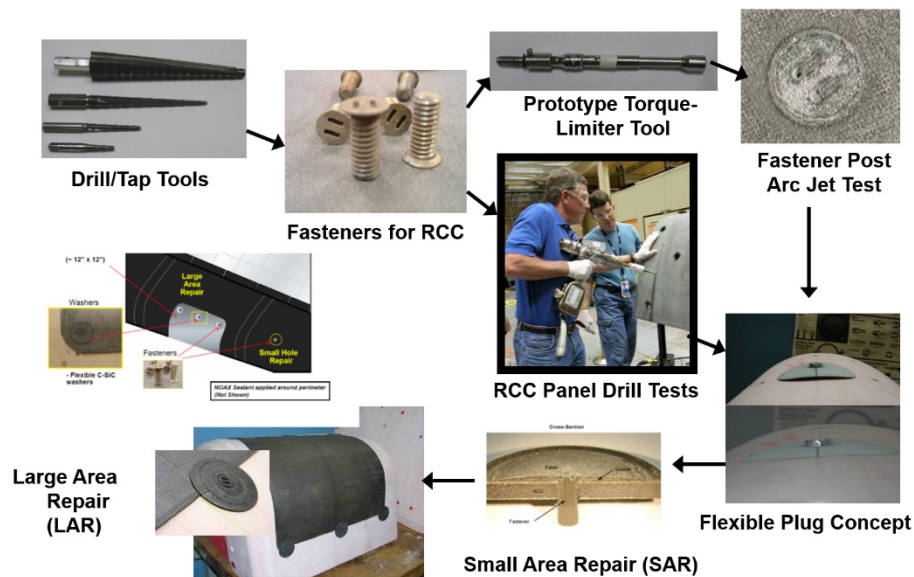 Drill/Tap Tools
Fasteners for RCC
Prototype Torque-
Limiter Tool
Fastener Post
Arc Jet Test
(~ 12" x 12")
Large
Area
Repair
Washers
Fasteners
Small Hole
Repair
- Flexible C-SiC
washers
NOAX Sealant applied around perimeter
(Not Shown)
RCC Panel Drill Tests
Flexible Plug Concept
Cross-Section
Patch
RCC
Fastener
Small Area Repair (SAR)
Large Area
Repair
(LAR)